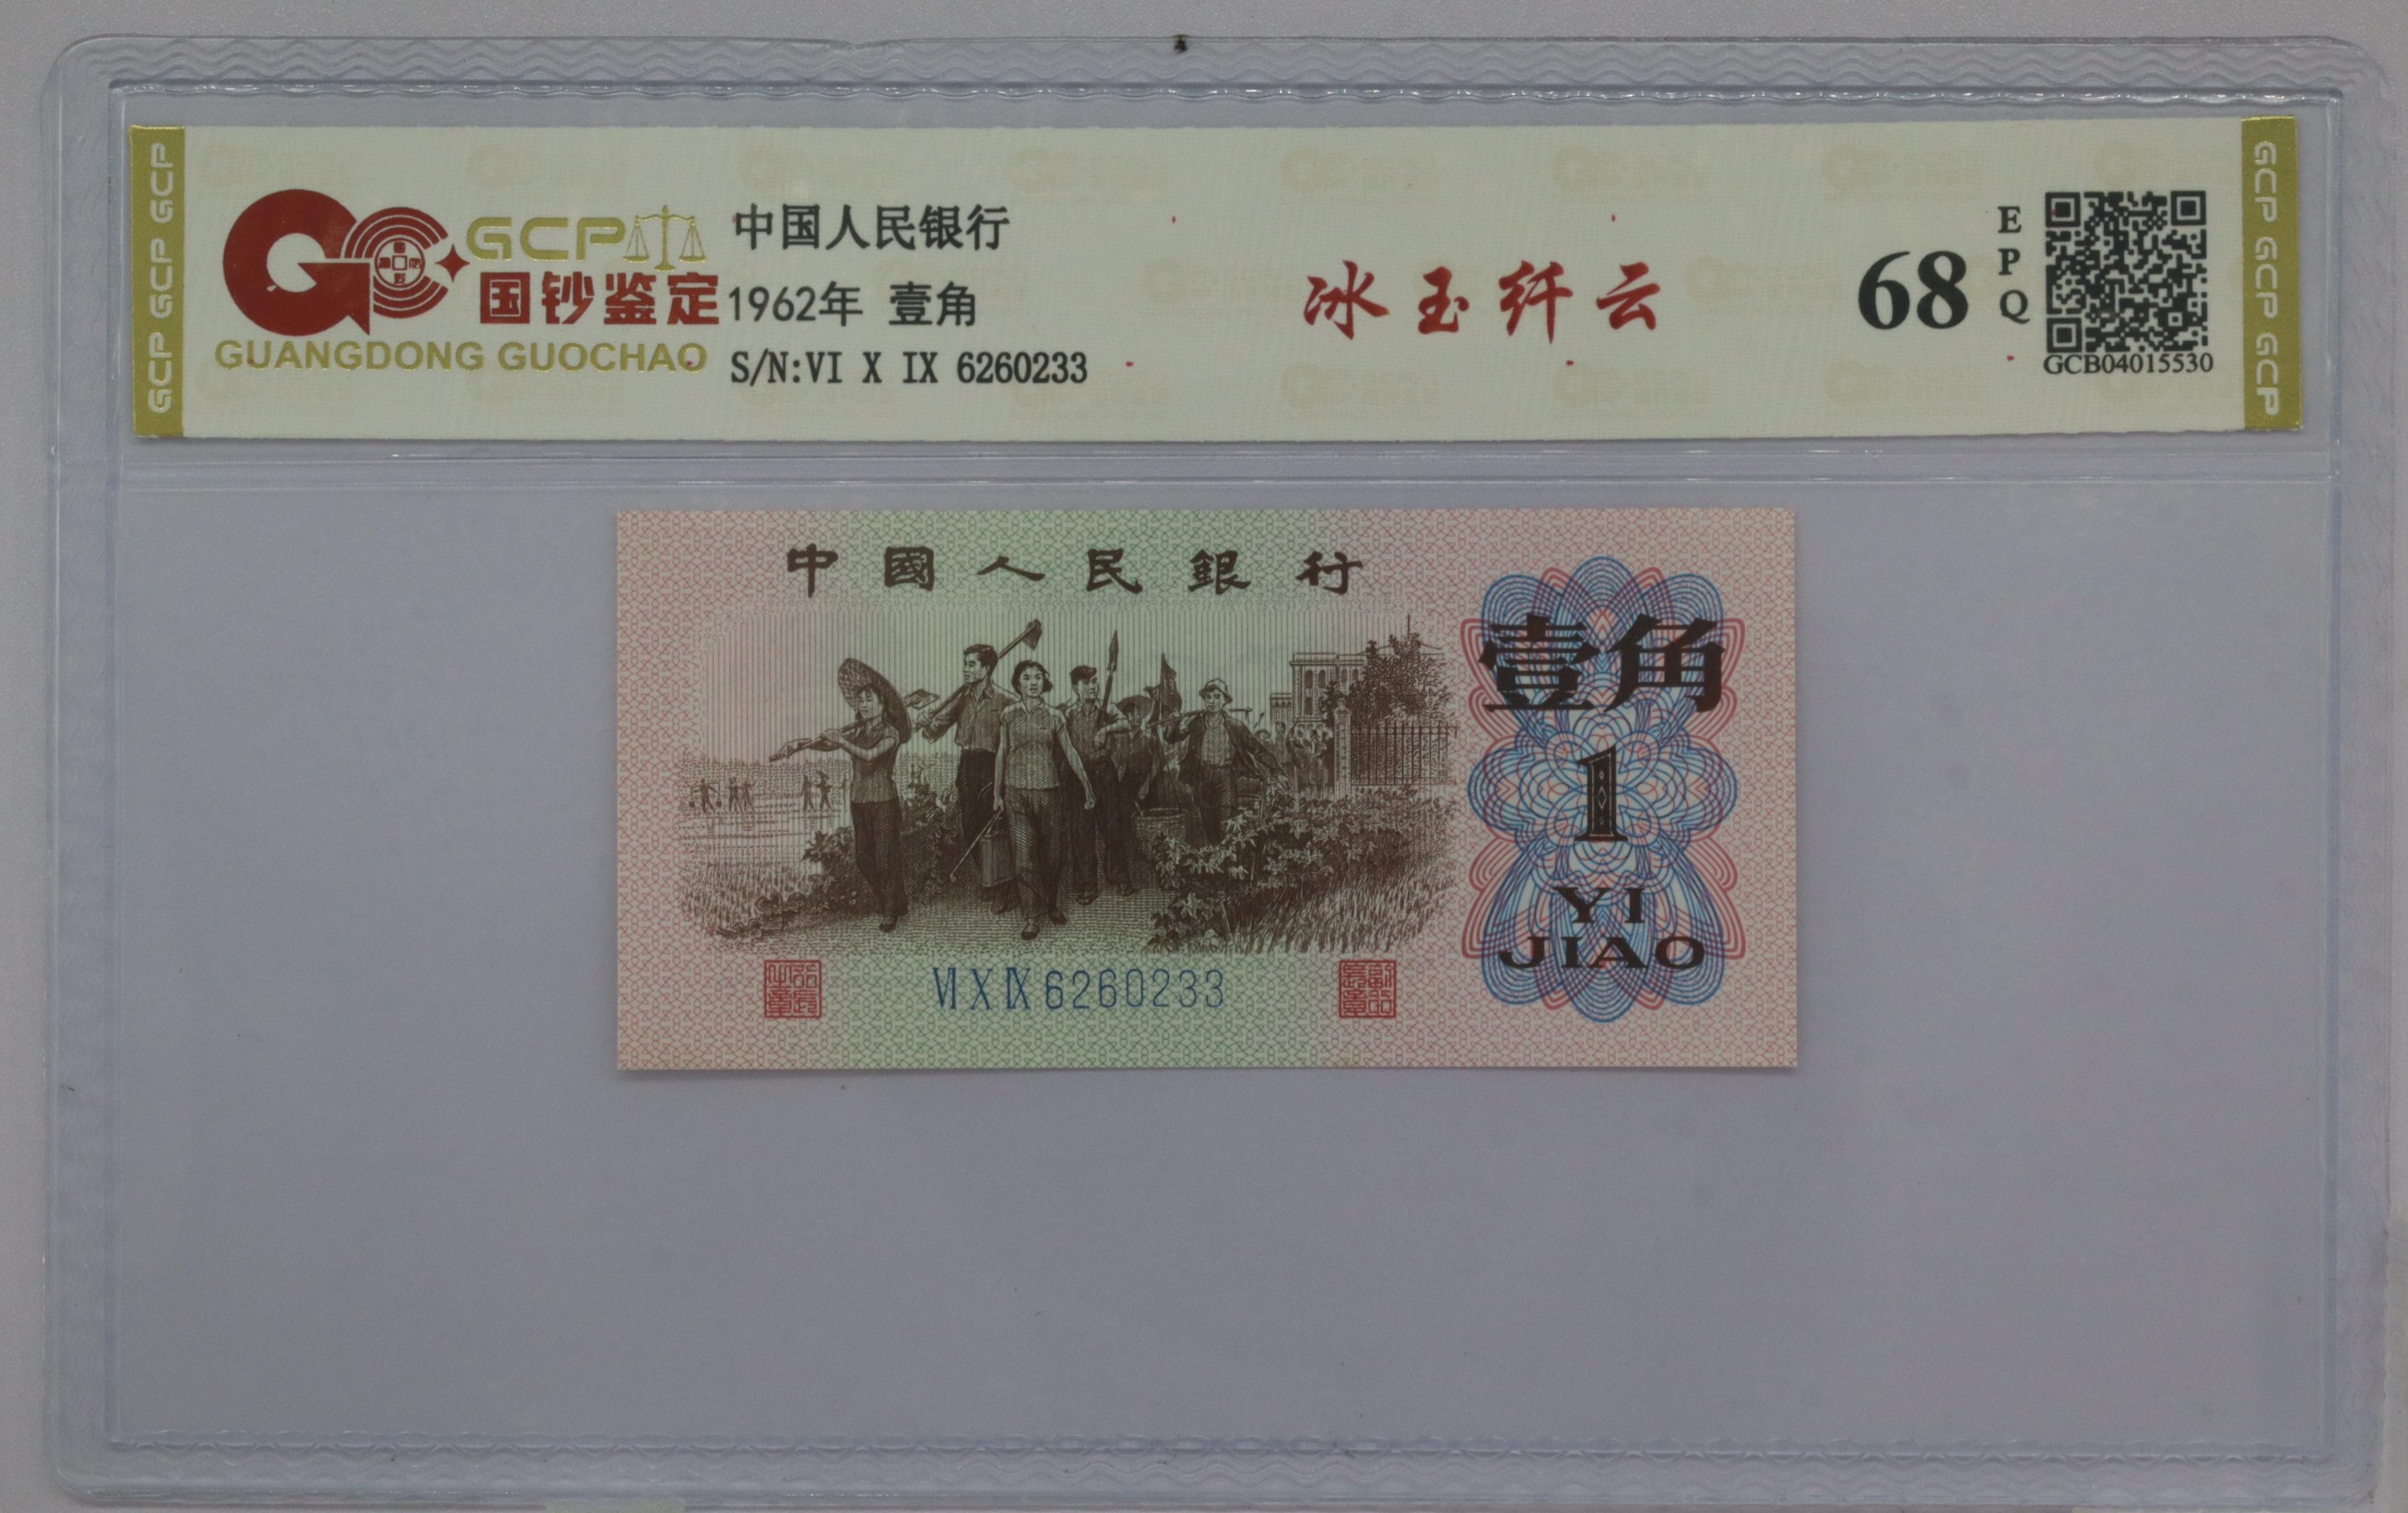 GCP GCP GCP
GCP
国钞鉴定
GUANGDONG GUOCHAO
中国人民银行
1962年 壹角
S/N:VI X IX 6260233
冰玉纤云
68
EPQ
GCB04015530
GCP GCP GCP
中國人民銀行
壹角
1
YI
JIAO
VI X IX 6260233